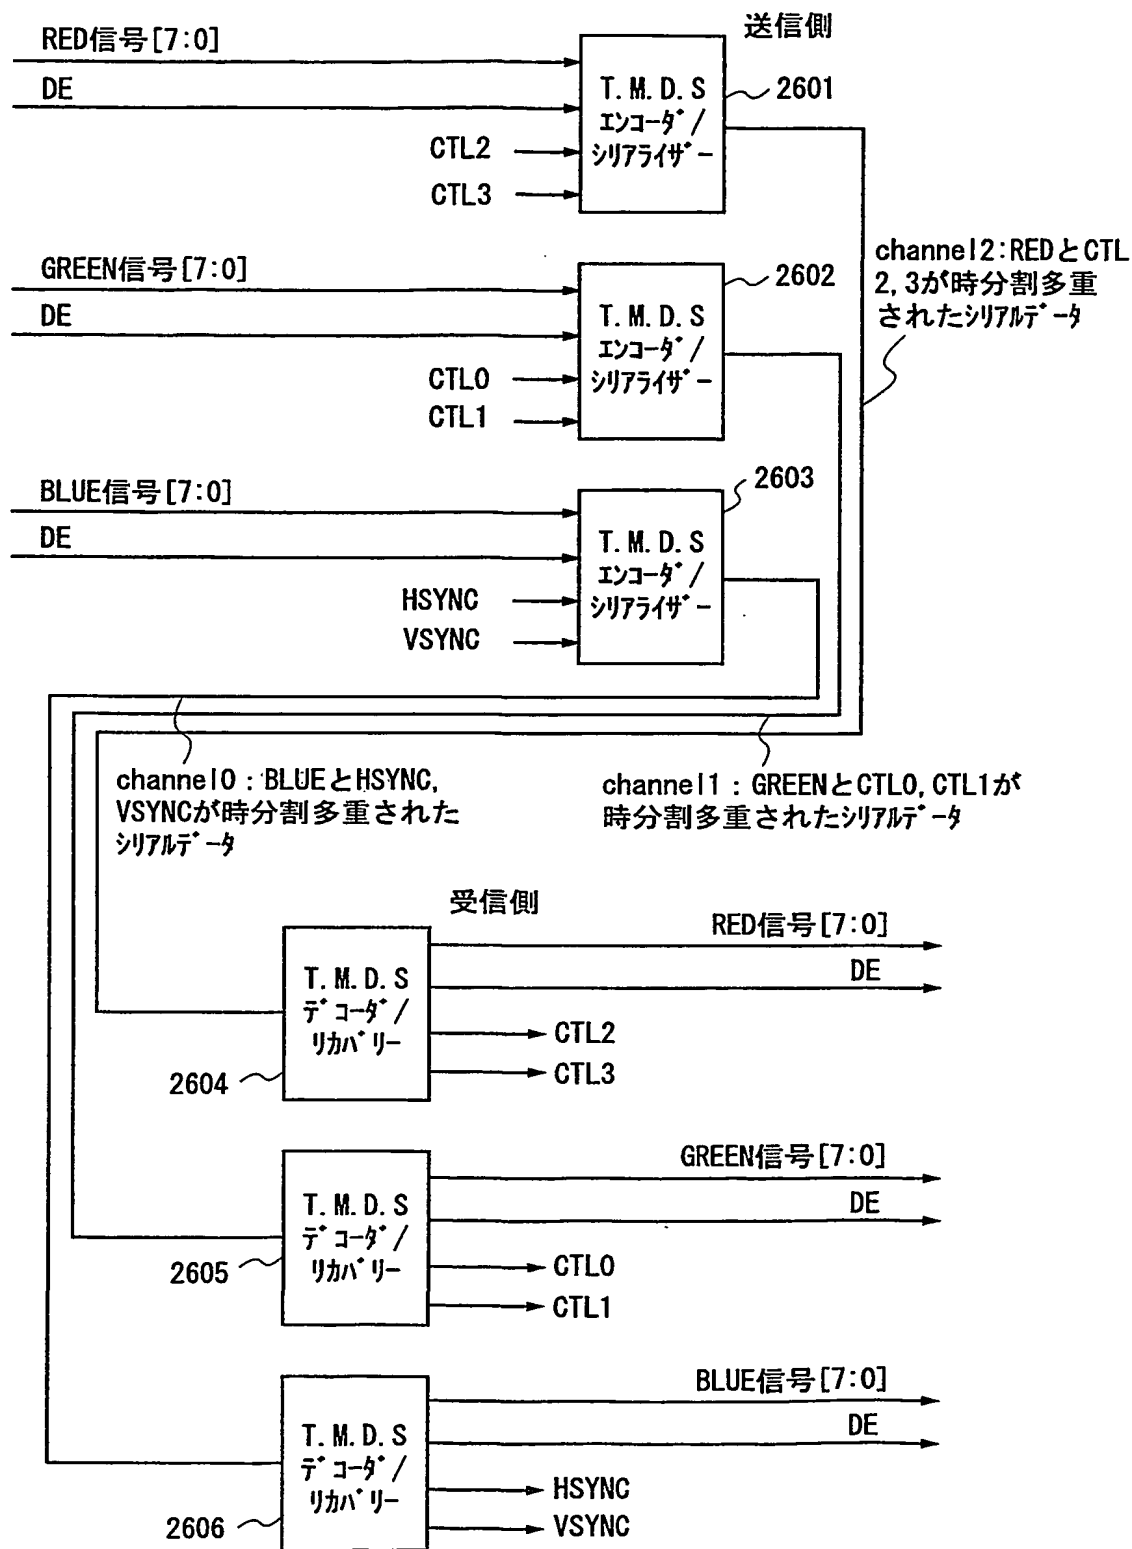 送信側
RED信号[7:0]
DE
CTL2
CTL3
T.M.D.S
エンコーダ/
シリアライザー
2601
GREEN信号[7:0]
DE
CTL0
CTL1
T.M.D.S
エンコーダ/
シリアライザー
2602
channel2:REDとCTL
2,3が時分割多重
されたシリアルデータ
BLUE信号[7:0]
DE
HSYNC
VSYNC
T.M.D.S
エンコーダ/
シリアライザー
2603
channel0:BLUEとHSYNC,
VSYNCが時分割多重された
シリアルデータ
channel1:GREENとCTL0,CTL1が
時分割多重されたシリアルデータ
受信側
T.M.D.S
デコーダ/
リカバリー
2604
RED信号[7:0]
DE
CTL2
CTL3
T.M.D.S
デコーダ/
リカバリー
2605
GREEN信号[7:0]
DE
CTL0
CTL1
T.M.D.S
デコーダ/
リカバリー
2606
BLUE信号[7:0]
DE
HSYNC
VSYNC